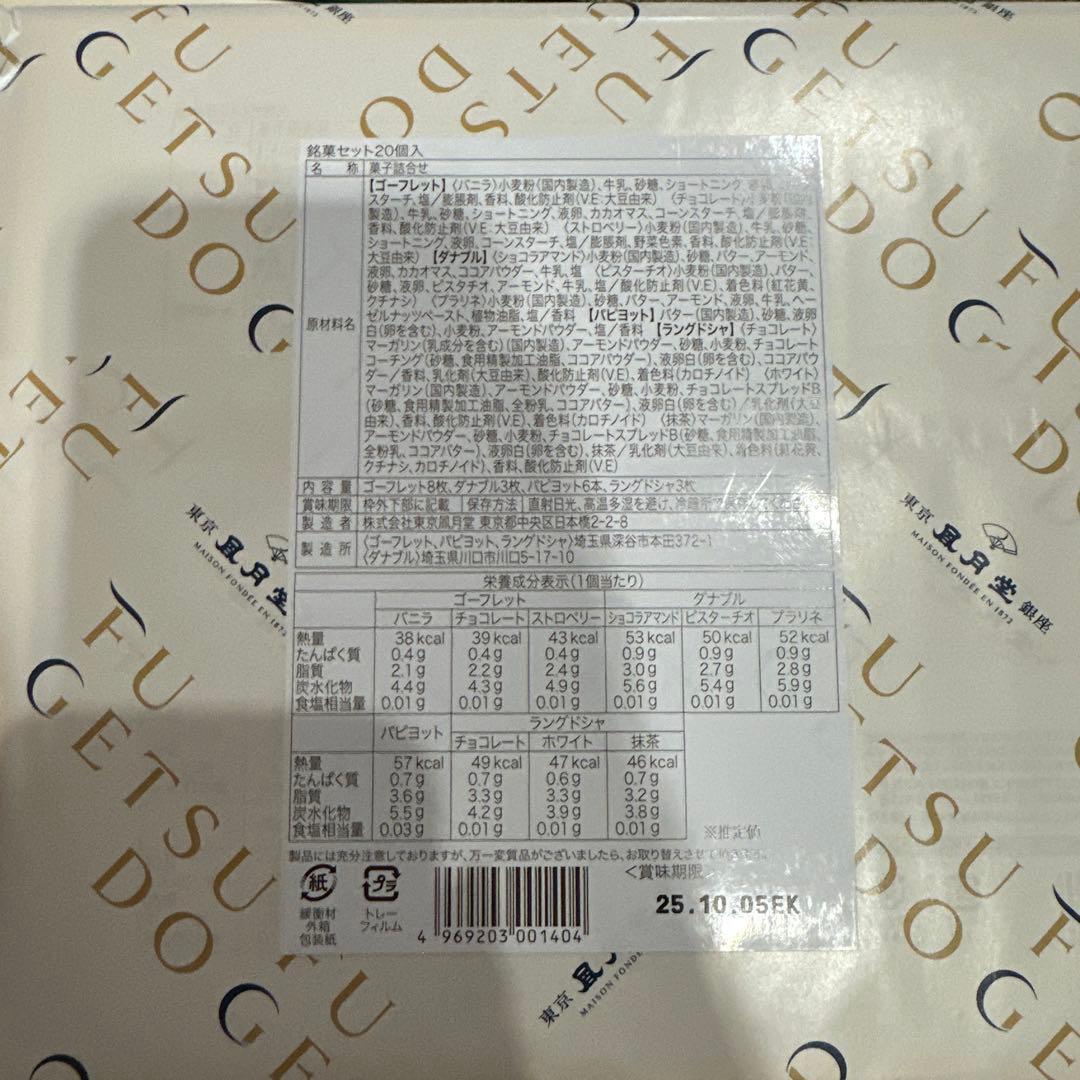 銘菓セット20個入
名 称 菓子詰合せ
原材料名
【ゴーフレット】〈バニラ〉小麦粉(国内製造)、牛乳、砂糖、ショートニング、
スターチ、塩/膨脹剤、香料、酸化防止剤(V.E:大豆由来) 〈チョコレート〉
製造)、牛乳、砂糖、ショートニング、液卵、カカオマス、コーンスターチ、塩/膨脹剤、
香料、酸化防止剤(V.E:大豆由来) 〈ストロベリー〉小麦粉(国内製造)、牛乳、砂糖、
ショートニング、液卵、コーンスターチ、塩/膨脹剤、野菜色素、香料、酸化防止剤(V.E:
大豆由来) 【ダナブル】〈ショコラアマンド〉小麦粉(国内製造)、砂糖、バター、アーモンド、
液卵、カカオマス、ココアパウダー、牛乳、塩 〈ピスターチオ〉小麦粉(国内製造)、バター、
砂糖、液卵、ピスタチオ、アーモンド、牛乳、塩/酸化防止剤(V.E)、着色料(紅花黄、
クチナシ) 〈プラリネ〉小麦粉(国内製造)、砂糖、バター、アーモンド、液卵、牛乳、ヘー
ゼルナッツペースト、植物油脂、塩/香料 【パピヨット】バター(国内製造)、砂糖、液卵
白(卵を含む)、小麦粉、アーモンドパウダー、塩/香料 【ラングドシャ】〈チョコレート〉
マーガリン(乳成分を含む)(国内製造)、アーモンドパウダー、砂糖、小麦粉、チョコレート
コーチング(砂糖、食用精製加工油脂、ココアパウダー)、液卵白(卵を含む)、ココアパウ
ダー/香料、乳化剤(大豆由来)、酸化防止剤(V.E)、着色料(カロチノイド) 〈ホワイト〉
マーガリン(国内製造)、アーモンドパウダー、砂糖、小麦粉、チョコレートスプレッドB
(砂糖、食用精製加工油脂、全粉乳、ココアバター)、液卵白(卵を含む)/乳化剤(大豆
由来)、香料、酸化防止剤(V.E)、着色料(カロチノイド) 〈抹茶〉マーガリン(国内製造)、
アーモンドパウダー、砂糖、小麦粉、チョコレートスプレッドB(砂糖、食用精製加工油脂、
全粉乳、ココアバター)、液卵白(卵を含む)、抹茶/乳化剤(大豆由来)、着色料(紅花黄、
クチナシ、カロチノイド)、香料、酸化防止剤(V.E)
内 容 量 ゴーフレット8枚、ダナブル3枚、パピヨット6本、ラングドシャ3枚
賞味期限 枠外下部に記載 保存方法 直射日光、高温多湿を避け、
製 造 者 株式会社東京凮月堂 東京都中央区日本橋2-2-8
製 造 所 〈ゴーフレット、パピヨット、ラングドシャ〉埼玉県深谷市本田372-1
〈ダナブル〉埼玉県川口市川口5-17-10
栄養成分表示(1個当たり)
ゴーフレット ダナブル
バニラ チョコレート ストロベリー ショコラアマンド ピスターチオ プラリネ
熱量 38kcal 39kcal 43kcal 53kcal 50kcal 52kcal
たんぱく質 0.4g 0.4g 0.4g 0.9g 0.9g 0.9g
脂質 2.1g 2.2g 2.4g 3.0g 2.7g 2.8g
炭水化物 4.4g 4.3g 4.9g 5.6g 5.4g 5.9g
食塩相当量 0.01g 0.01g 0.01g 0.01g 0.01g 0.01g
パピヨット ラングドシャ
チョコレート ホワイト 抹茶
熱量 57kcal 49kcal 47kcal 46kcal
たんぱく質 0.7g 0.7g 0.6g 0.7g
脂質 3.6g 3.3g 3.3g 3.2g
炭水化物 5.5g 4.2g 3.9g 3.8g
食塩相当量 0.03g 0.01g 0.01g 0.01g
※推定値
製品には充分注意しておりますが、万一変質品がございましたら、お取り替えさせて頂きます。
<賞味期限
25.10.05EK
紙 プラ
緩衝材 トレー
外箱 フィルム
包装紙
4 969203 001404
FU
GETSU
DO
東京 凮月堂 銀座
MAISON FONDÉE EN 1872
FU
GETSU
DO
東京 凮月堂 銀座
MAISON FONDÉE EN 1872
FU
GETSU
DO